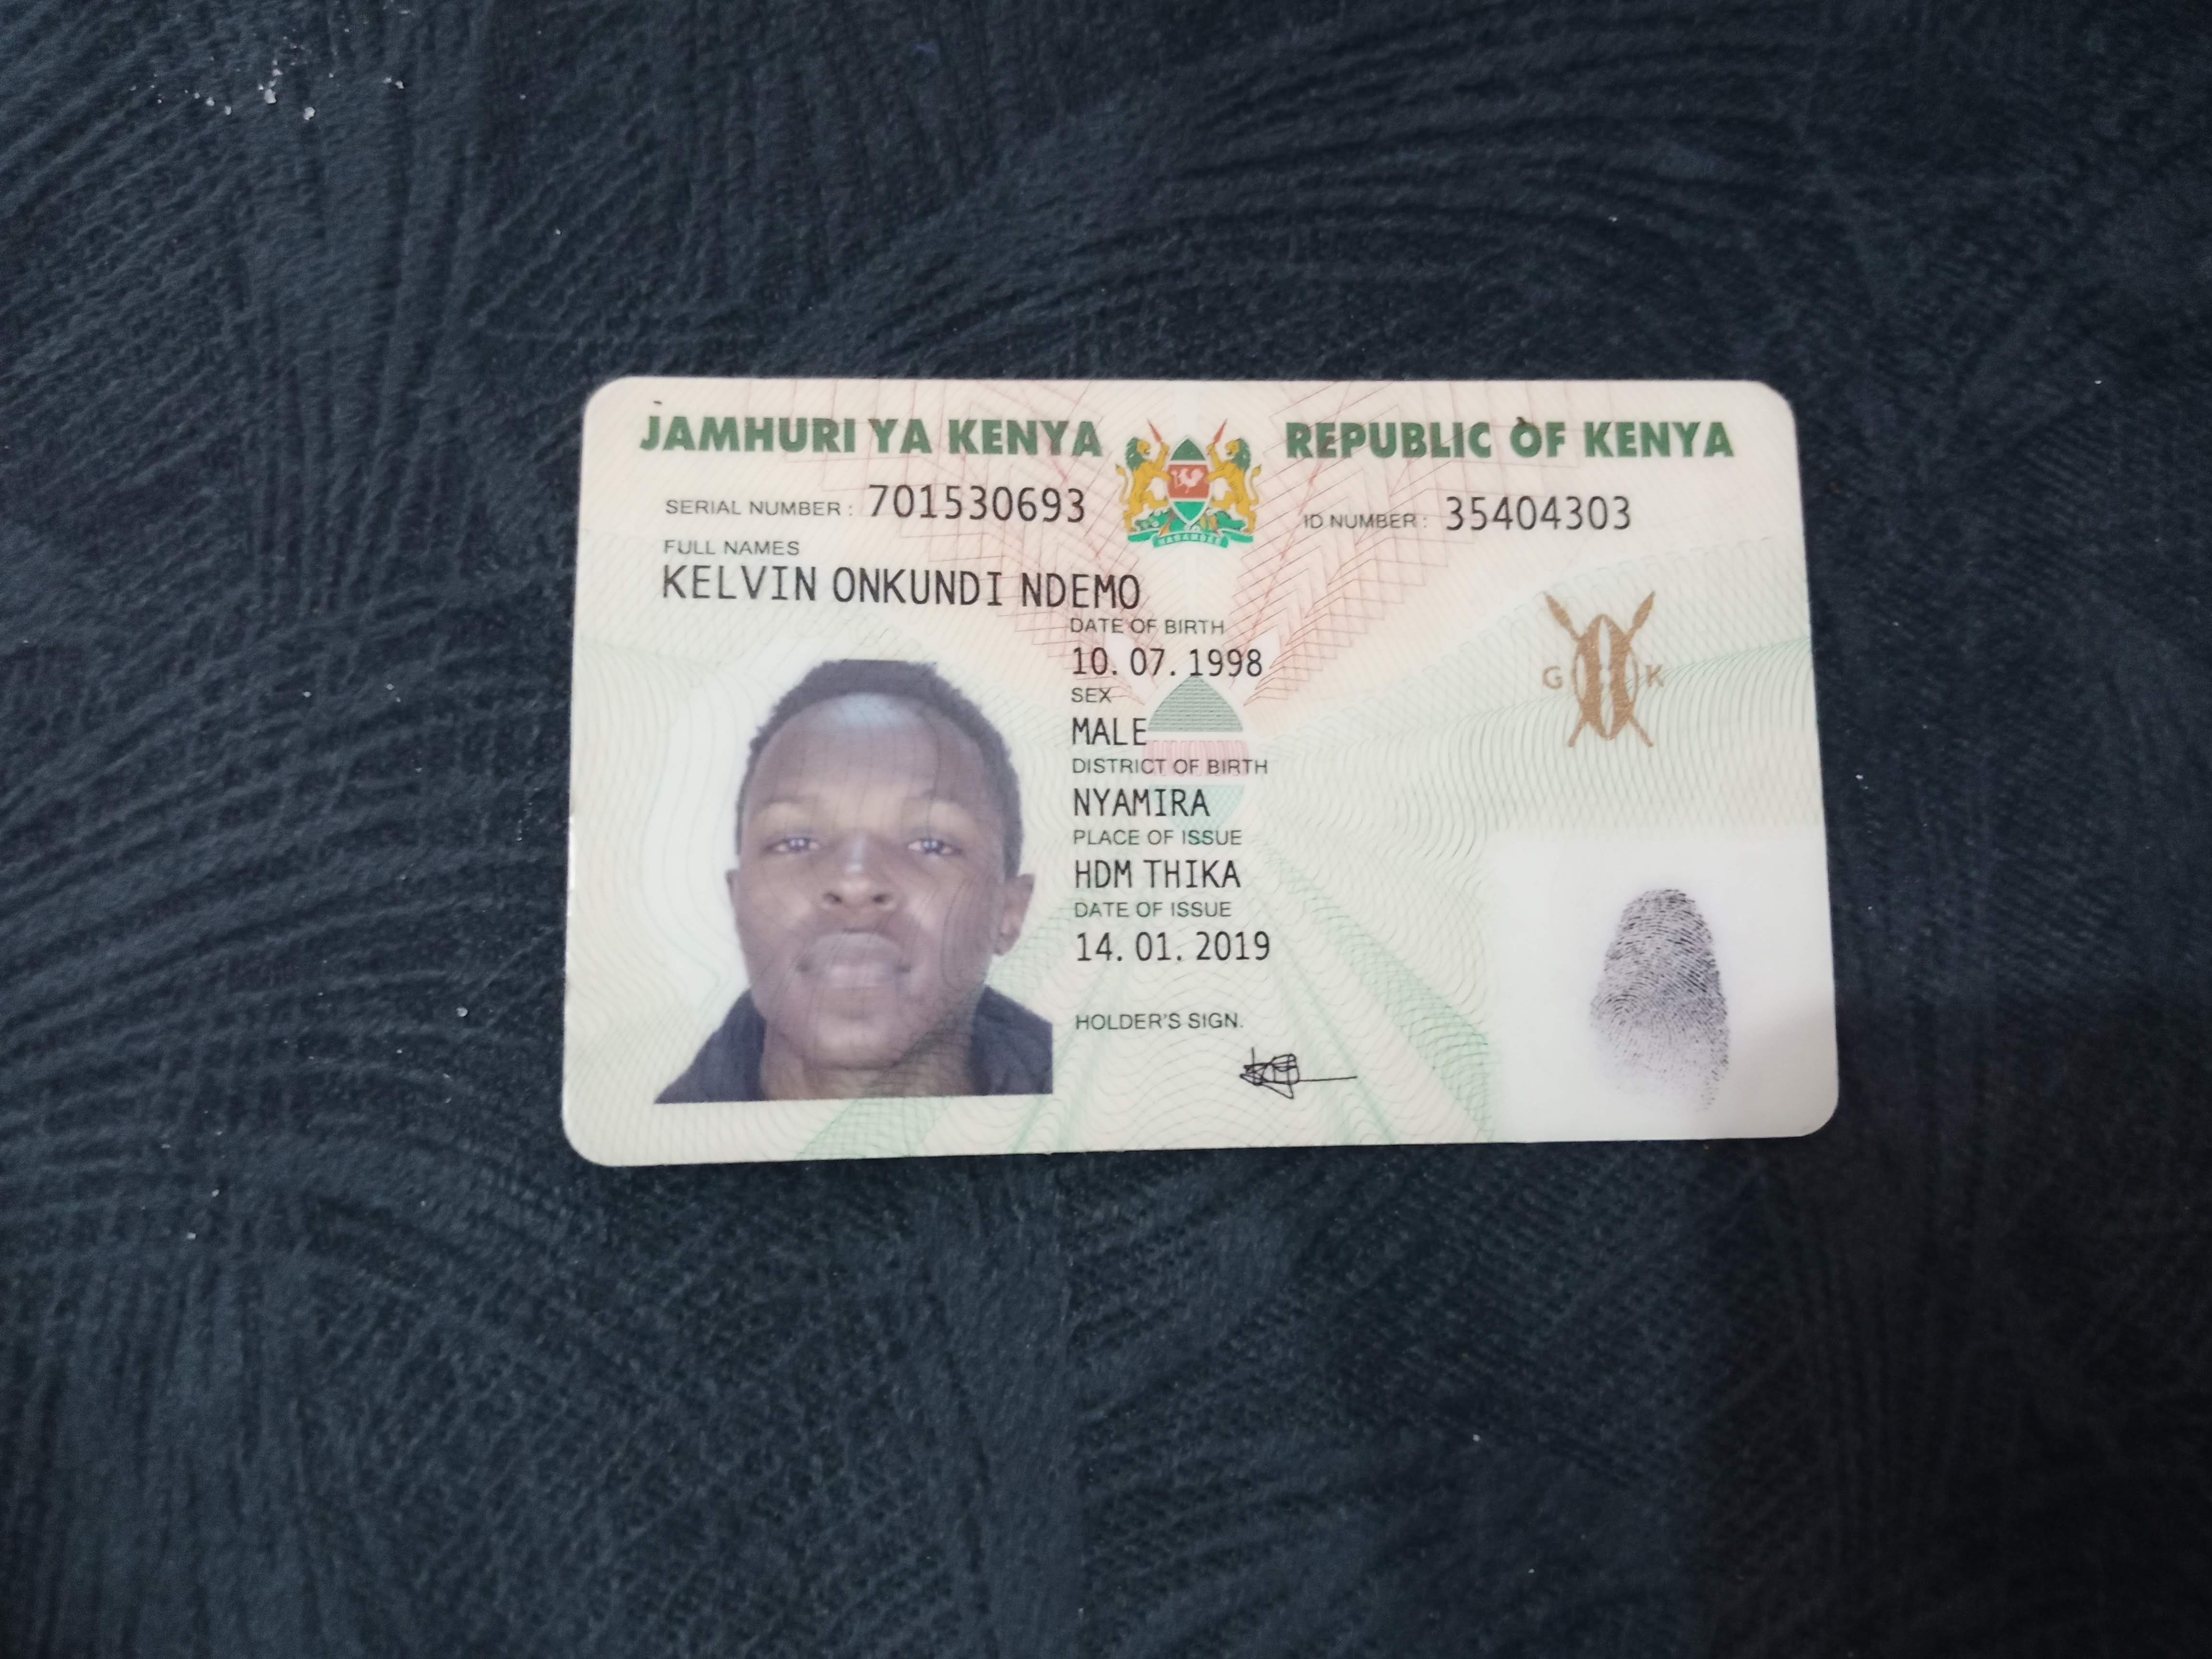 JAMHURI YA KENYA REPUBLIC OF KENYA
SERIAL NUMBER : 701530693 ID NUMBER : 35404303
FULL NAMES
KELVIN ONKUNDI NDEMO
DATE OF BIRTH
10. 07. 1998
SEX
MALE
G K
DISTRICT OF BIRTH
NYAMIRA
PLACE OF ISSUE
HDM THIKA
DATE OF ISSUE
14. 01. 2019
HOLDER'S SIGN.
HARAMBEE